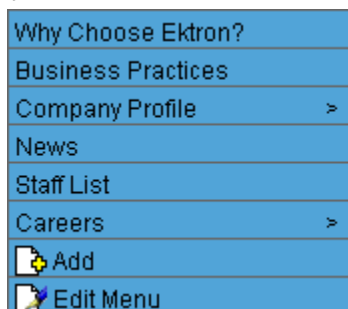 Why Choose Ektron?
Business Practices
Company Profile >
News
Staff List
Careers >
Add
Edit Menu